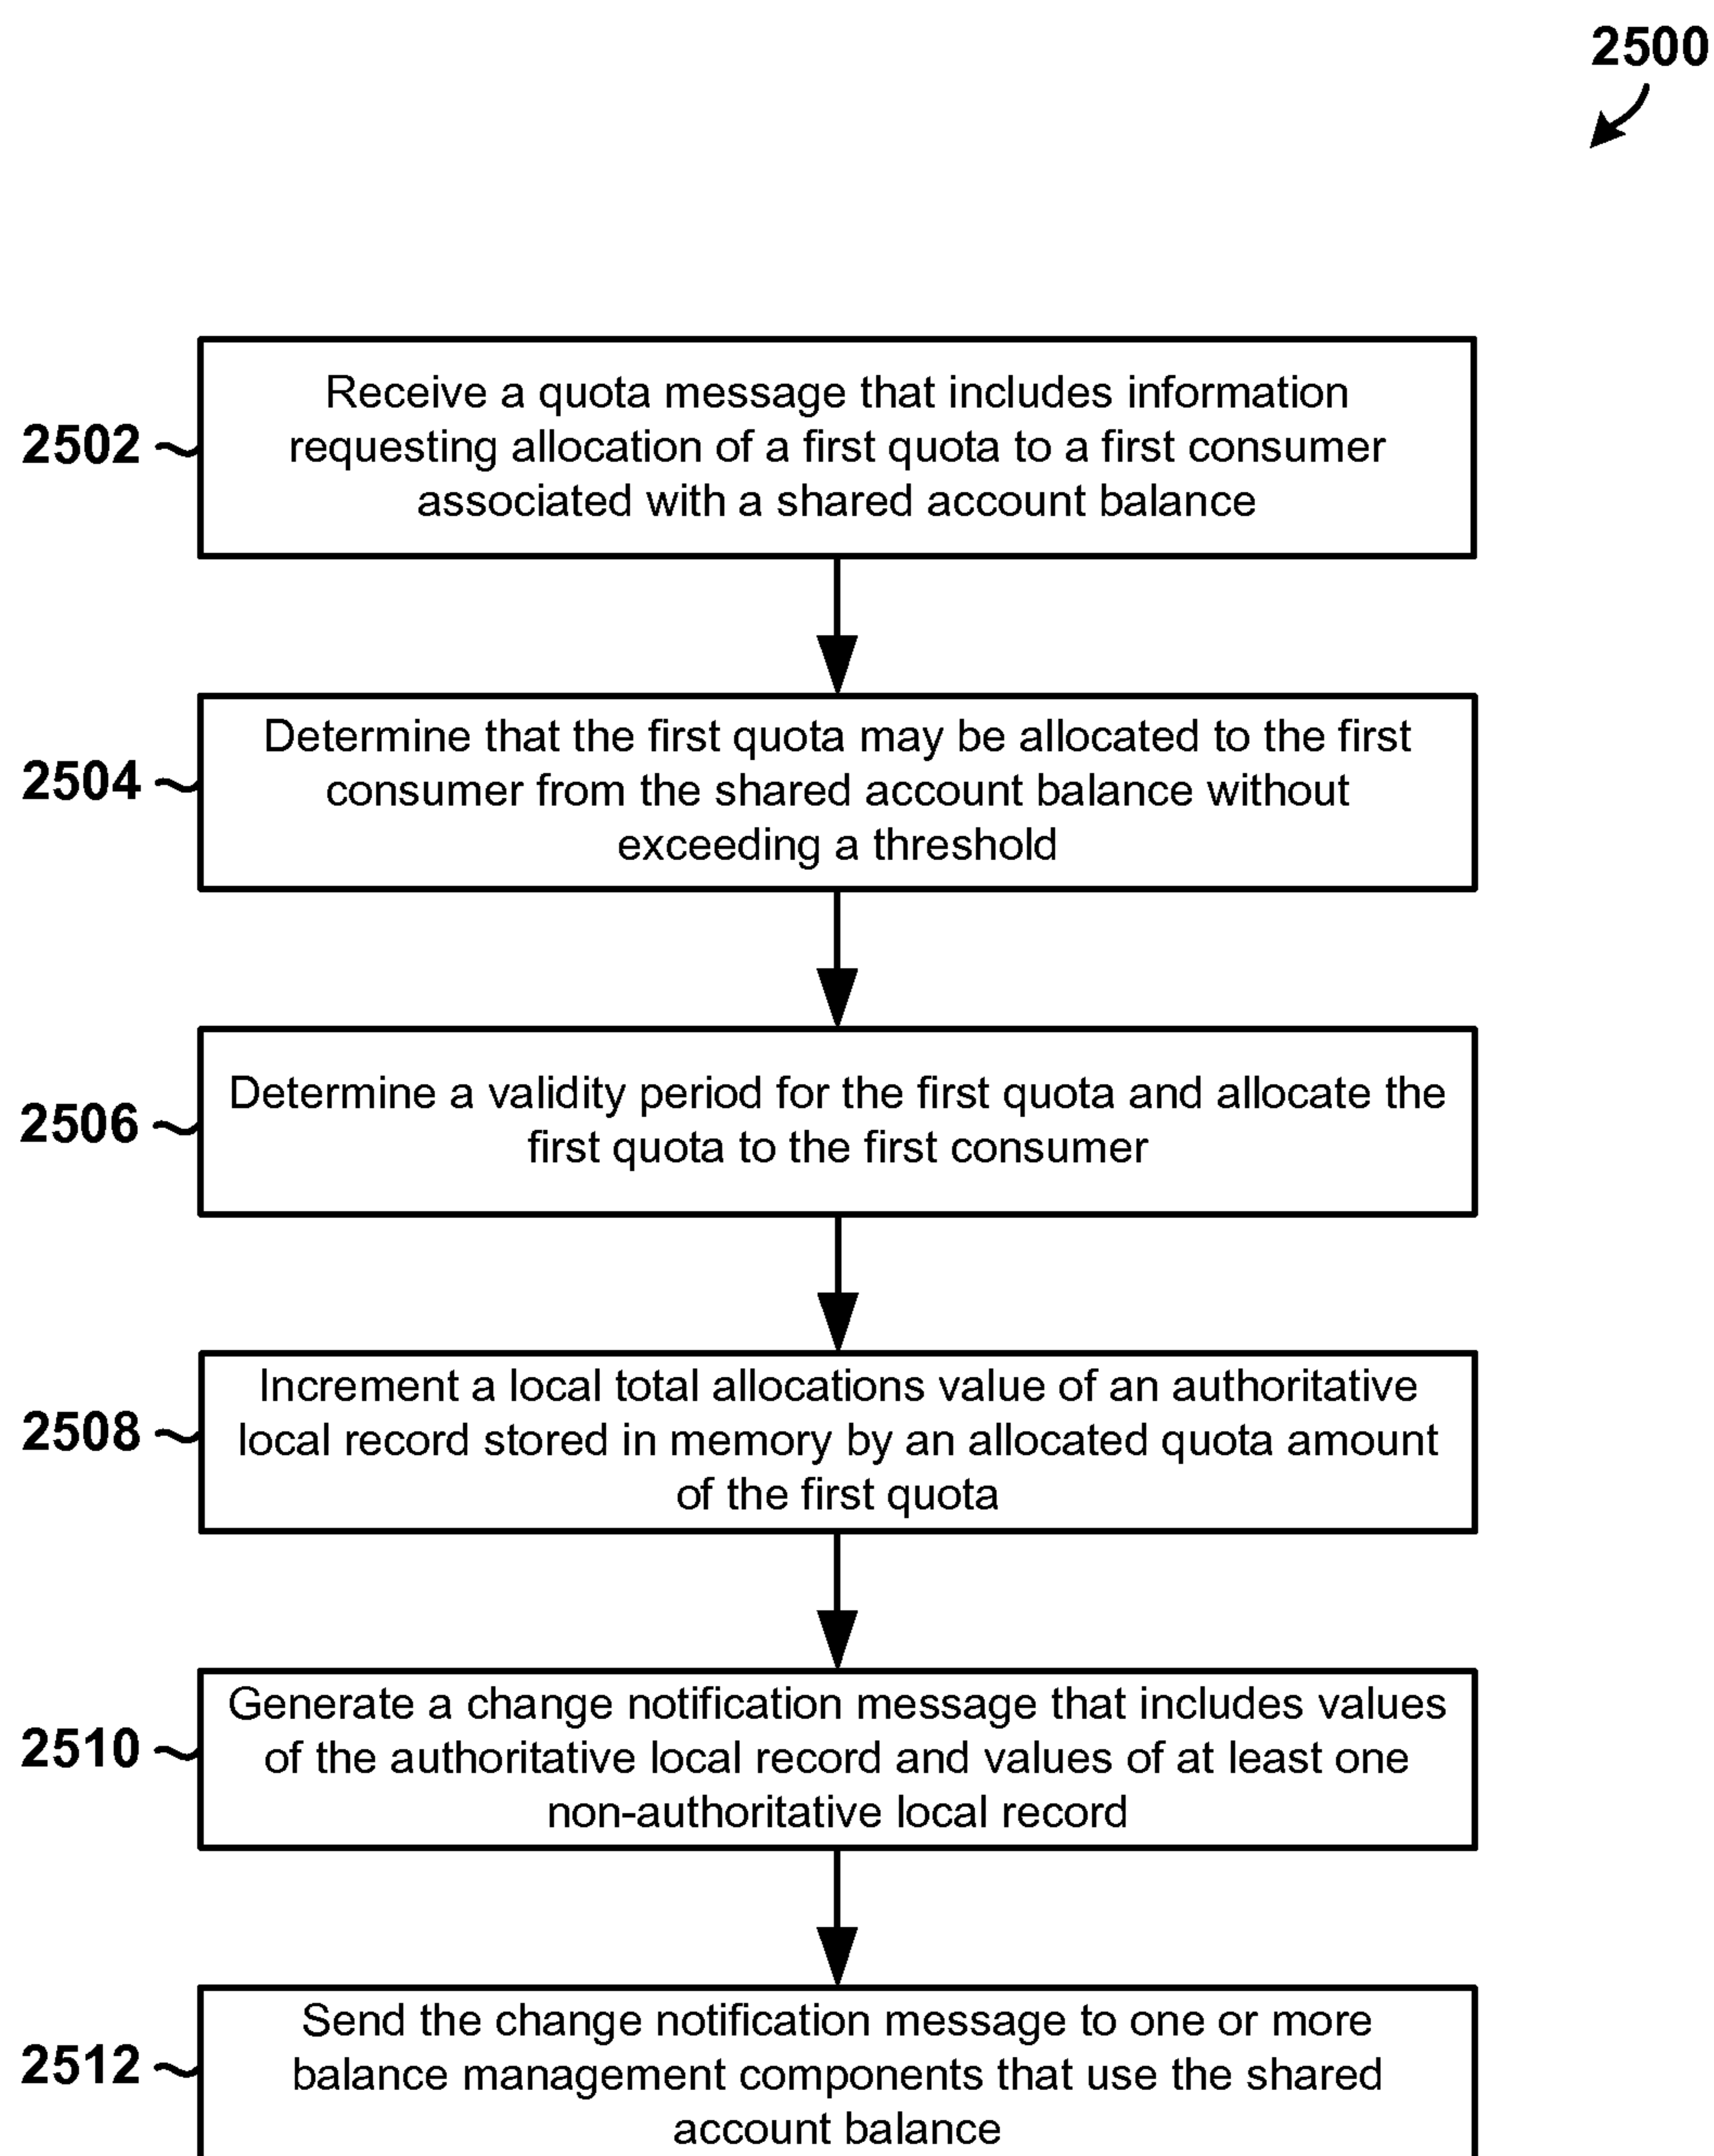 2500
Receive a quota message that includes information
requesting allocation of a first quota to a first consumer
associated with a shared account balance
2502
Determine that the first quota may be allocated to the first
consumer from the shared account balance without
exceeding a threshold
2504
Determine a validity period for the first quota and allocate the
first quota to the first consumer
2506
Increment a local total allocations value of an authoritative
local record stored in memory by an allocated quota amount
of the first quota
2508
Generate a change notification message that includes values
of the authoritative local record and values of at least one
non-authoritative local record
2510
Send the change notification message to one or more
balance management components that use the shared
account balance
2512